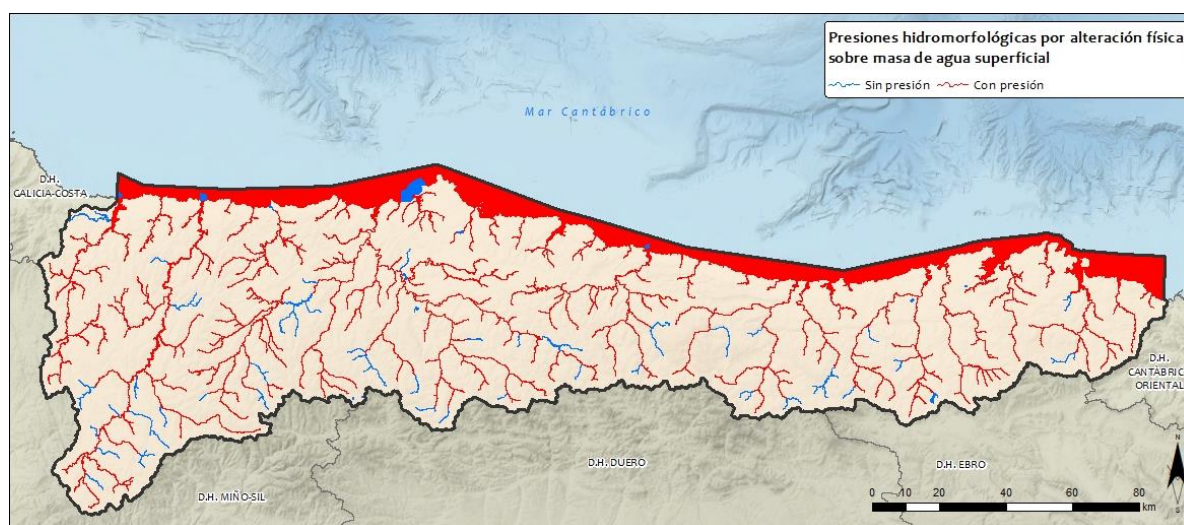 Presiones hidromorfológicas por alteración física
sobre masa de agua superficial
Sin presión Con presión
Mar Cantábrico
D.H.
GALICIA-COSTA
D.H.
CANTÁBRIC
ORIENTAL
D.H. DUERO
D.H. EBRO
D.H. MIÑO-SIL
N
S
0 10 20 40 60 80
km